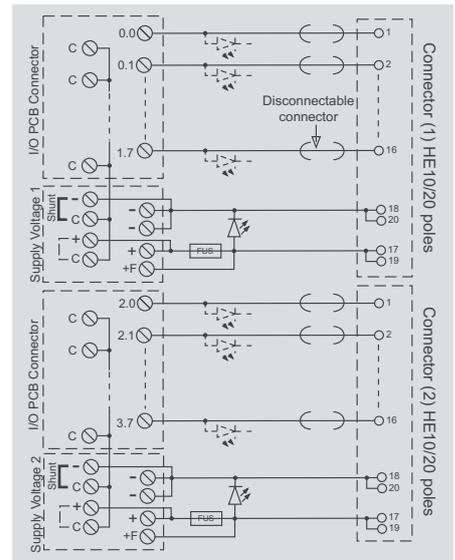 I/O PCB Connector
C 0.0 1
C 0.1 2
Disconnectable
connector
C 1.7 16
Connector (1) HE10/20 poles
Supply Voltage 1
Shunt
- - 18
C - 20
+ + FUS 17
C +F 19
I/O PCB Connector
C 2.0 1
C 2.1 2
C 3.7 16
Connector (2) HE10/20 poles
Supply Voltage 2
Shunt
- - 18
C - 20
+ + FUS 17
C +F 19